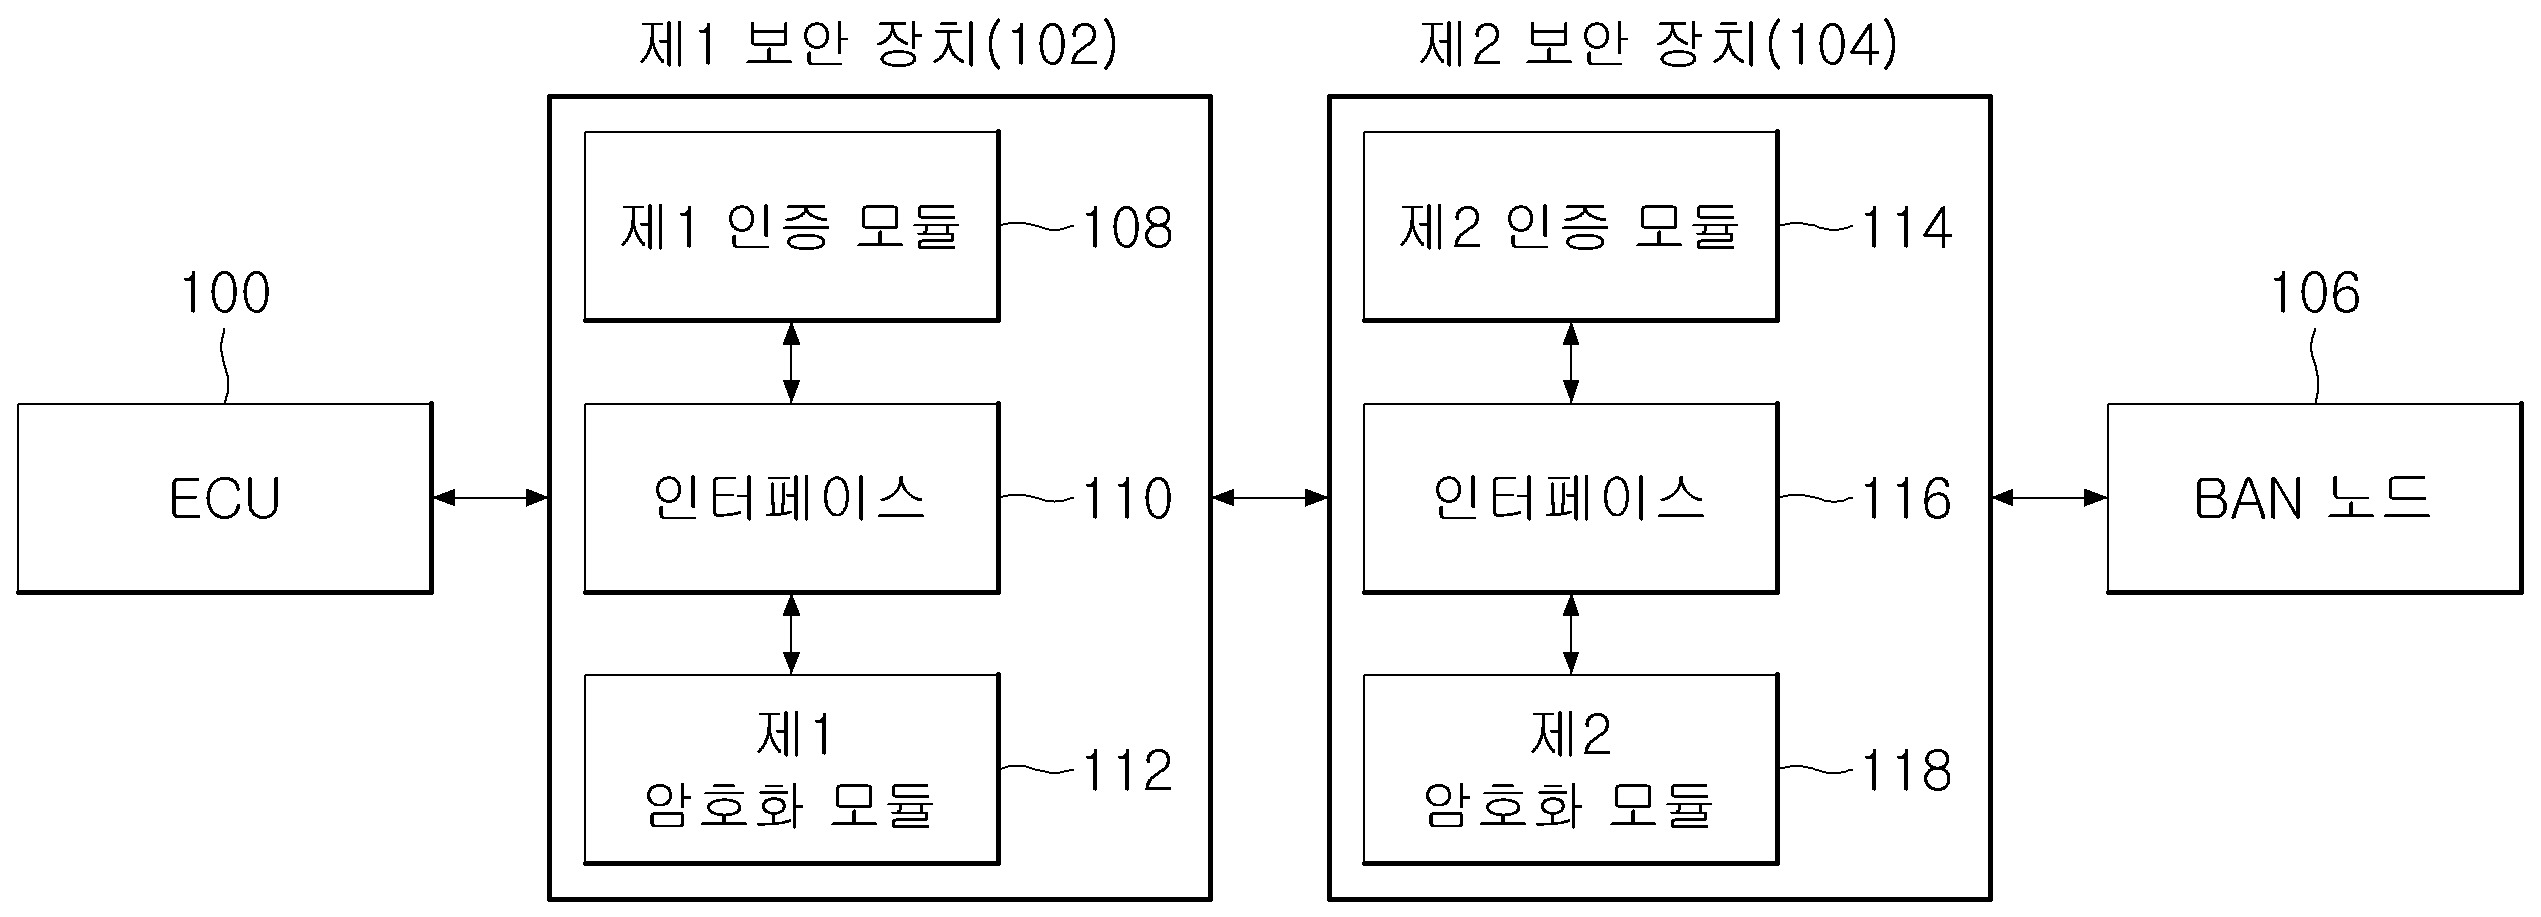 제1 보안 장치(102)
제2 보안 장치(104)
제1 인증 모듈
108
제2 인증 모듈
114
100
106
ECU
인터페이스
110
인터페이스
116
BAN 노드
제1
암호화 모듈
112
제2
암호화 모듈
118